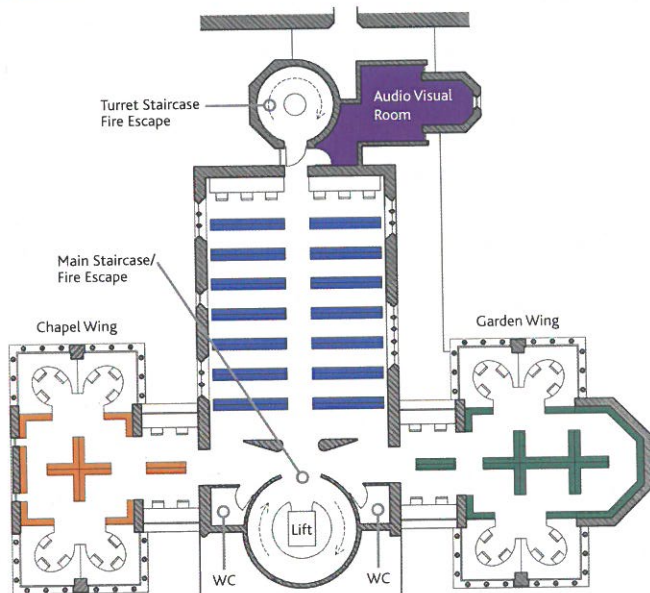 Turret Staircase
Fire Escape
Audio Visual
Room
Main Staircase/
Fire Escape
Chapel Wing
Garden Wing
Lift
WC
WC